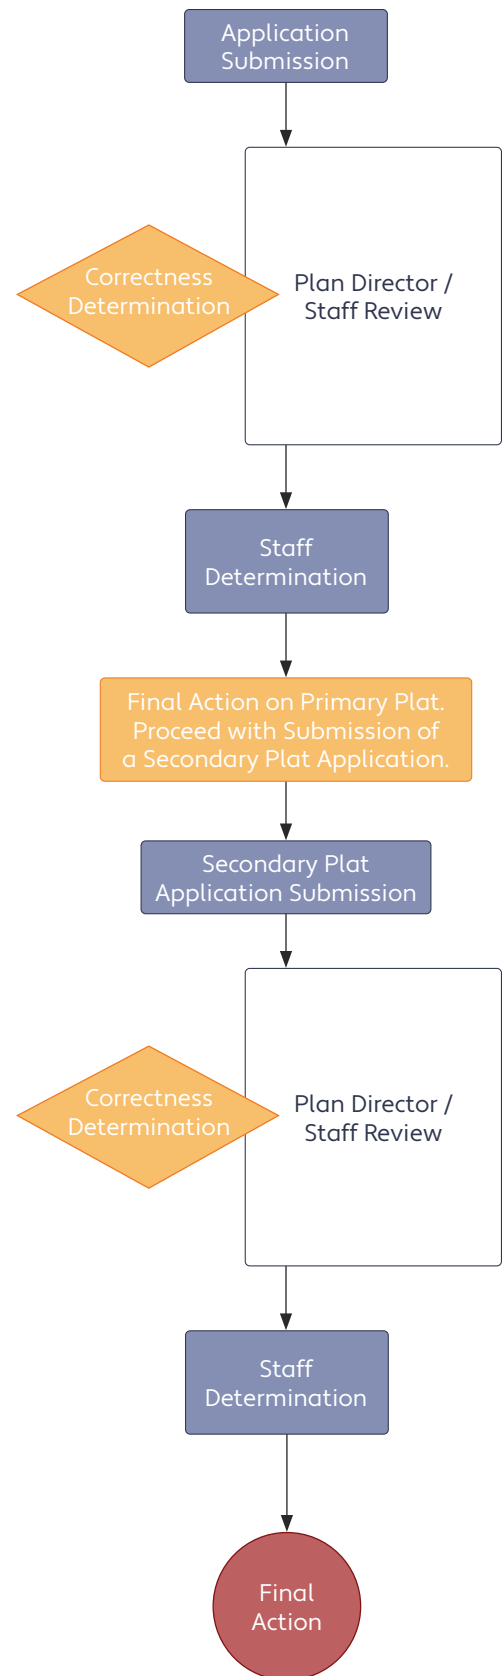 Application
Submission
Correctness
Determination
Plan Director /
Staff Review
Staff
Determination
Final Action on Primary Plat.
Proceed with Submission of
a Secondary Plat Application.
Secondary Plat
Application Submission
Correctness
Determination
Plan Director /
Staff Review
Staff
Determination
Final
Action